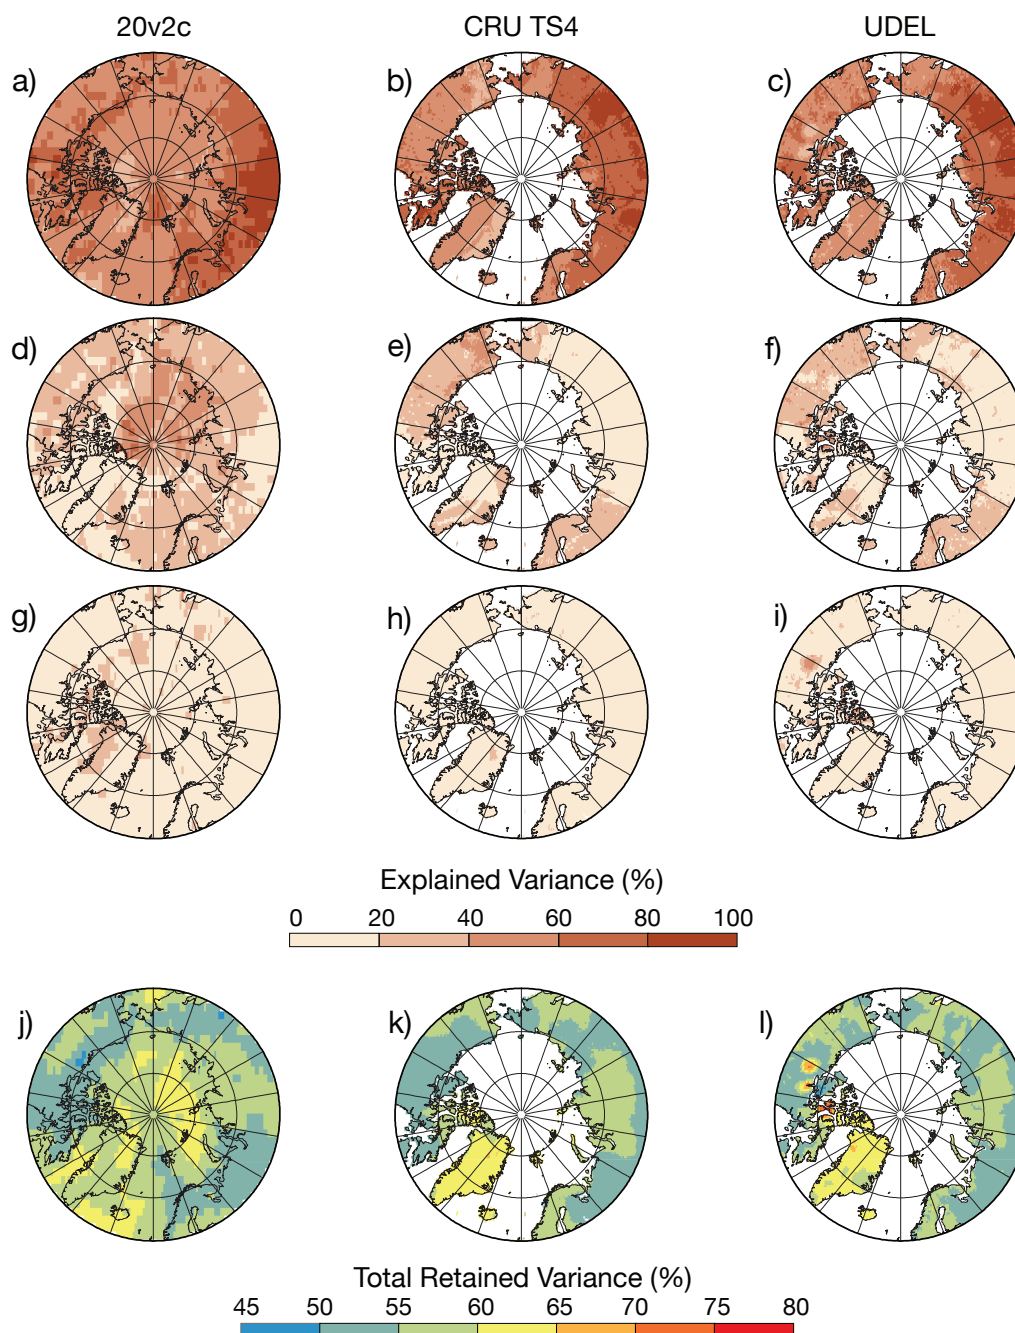 20v2c CRU TS4 UDEL
a) b) c)
d) e) f)
g) h) i)
Explained Variance (%)
0 20 40 60 80 100
j) k) l)
Total Retained Variance (%)
45 50 55 60 65 70 75 80